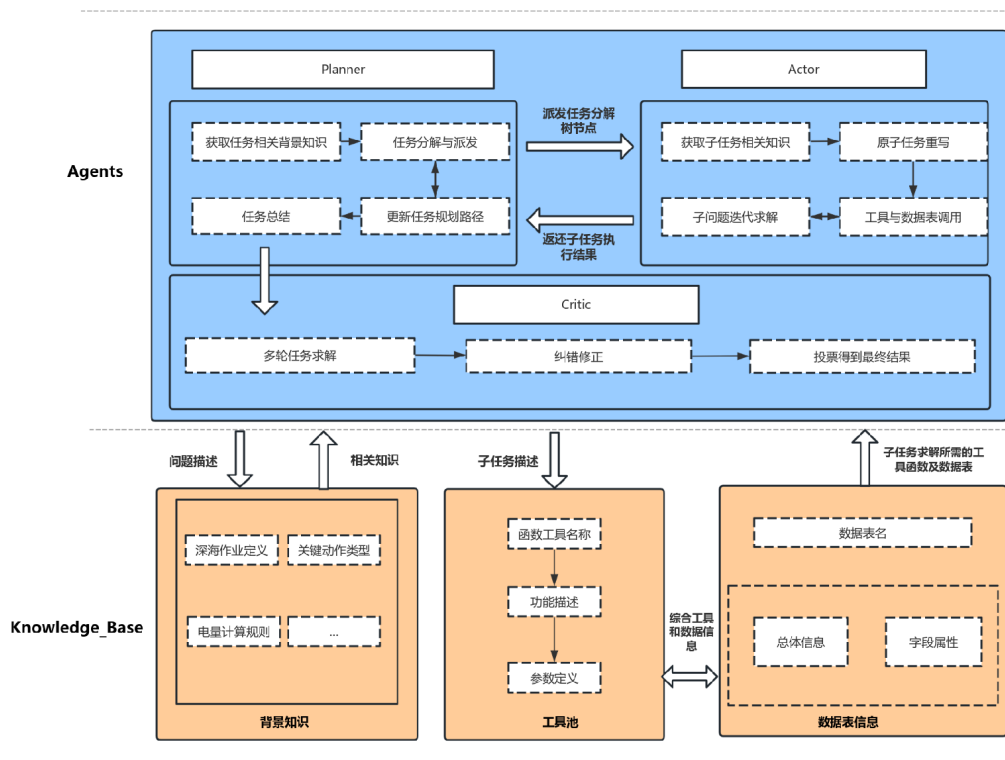 Planner
Actor
获取任务相关背景知识
任务分解与派发
派发任务分解
树节点
获取子任务相关知识
原子任务重写
Agents
任务总结
更新任务规划路径
返还子任务执
行结果
子问题迭代求解
工具与数据表调用
Critic
多轮任务求解
纠错修正
投票得到最终结果
问题描述
相关知识
子任务描述
子任务求解所需的工
具函数及数据表
深海作业定义
关键动作类型
电量计算规则
...
背景知识
Knowledge_Base
函数工具名称
功能描述
参数定义
工具池
综合工具
和数据信
息
数据表名
总体信息
字段属性
数据表信息